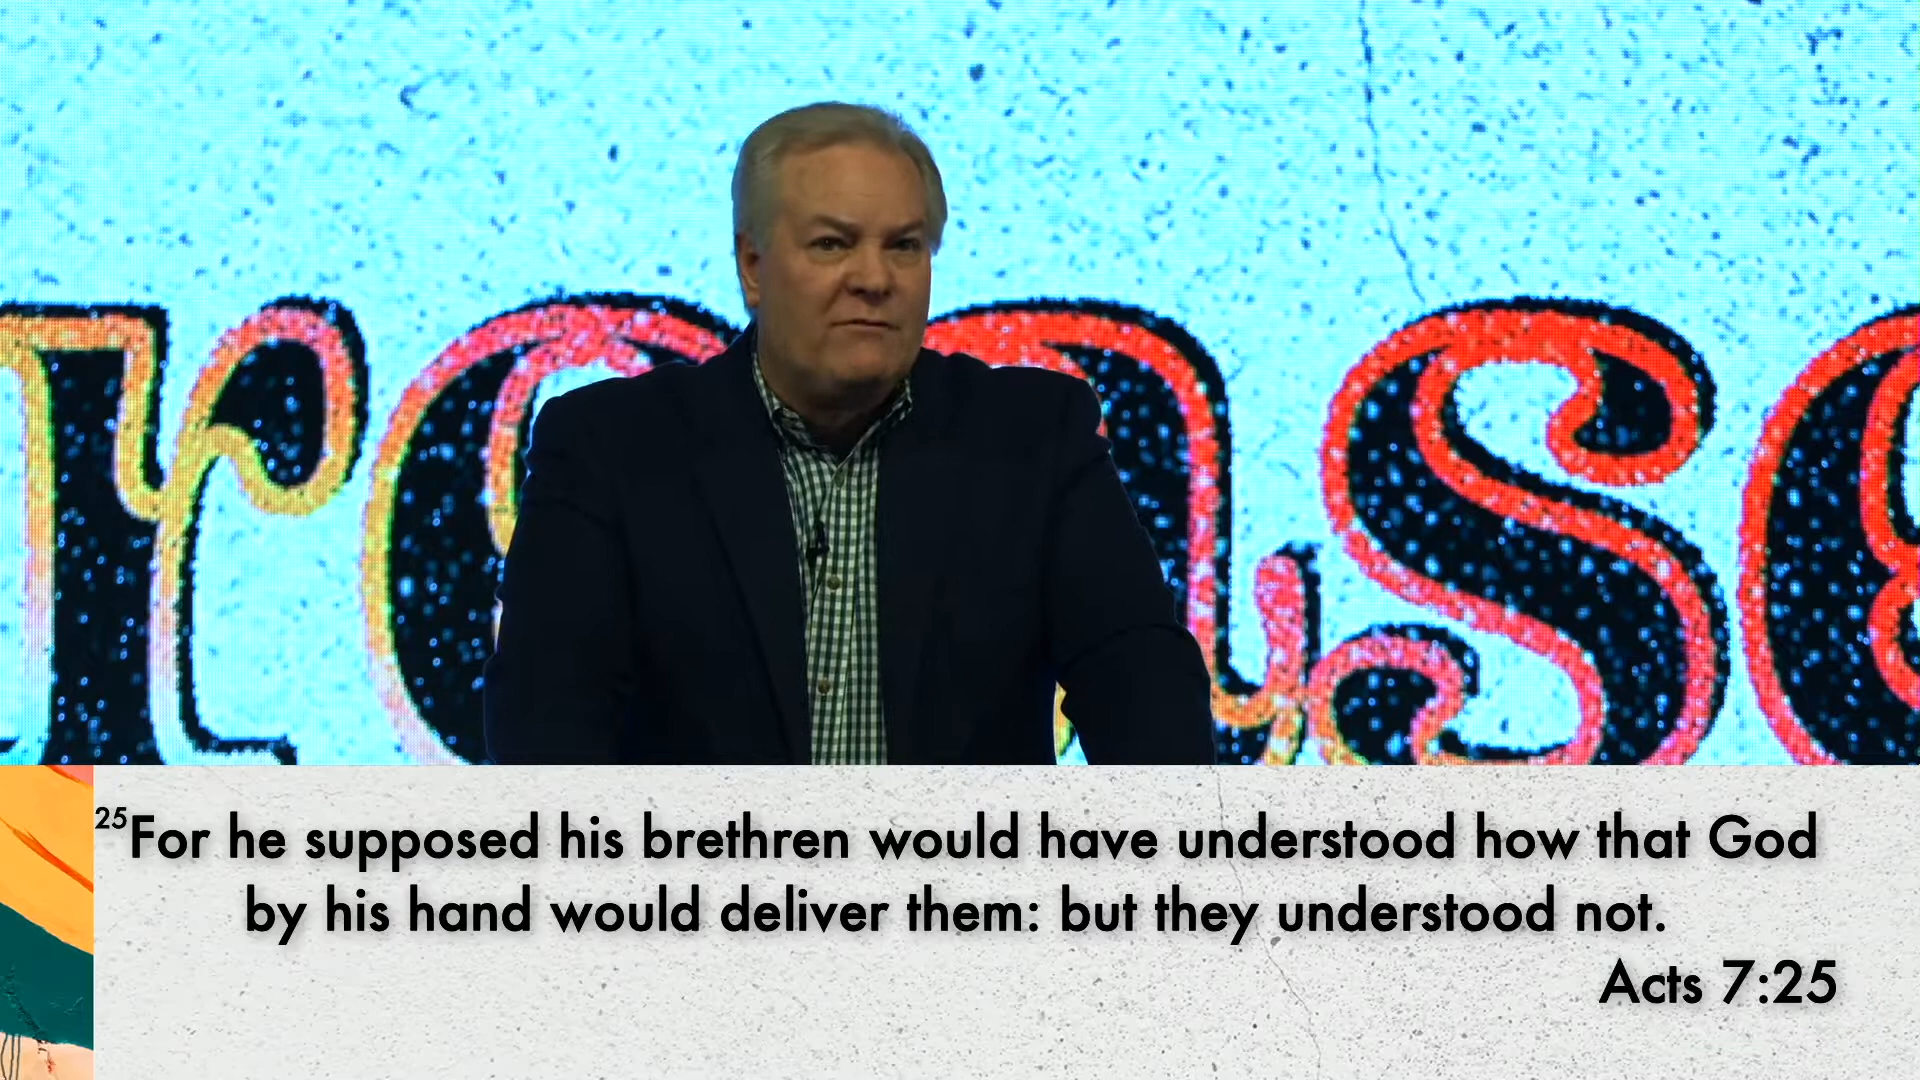 rase
25For he supposed his brethren would have understood how that God
by his hand would deliver them: but they understood not.
Acts 7:25